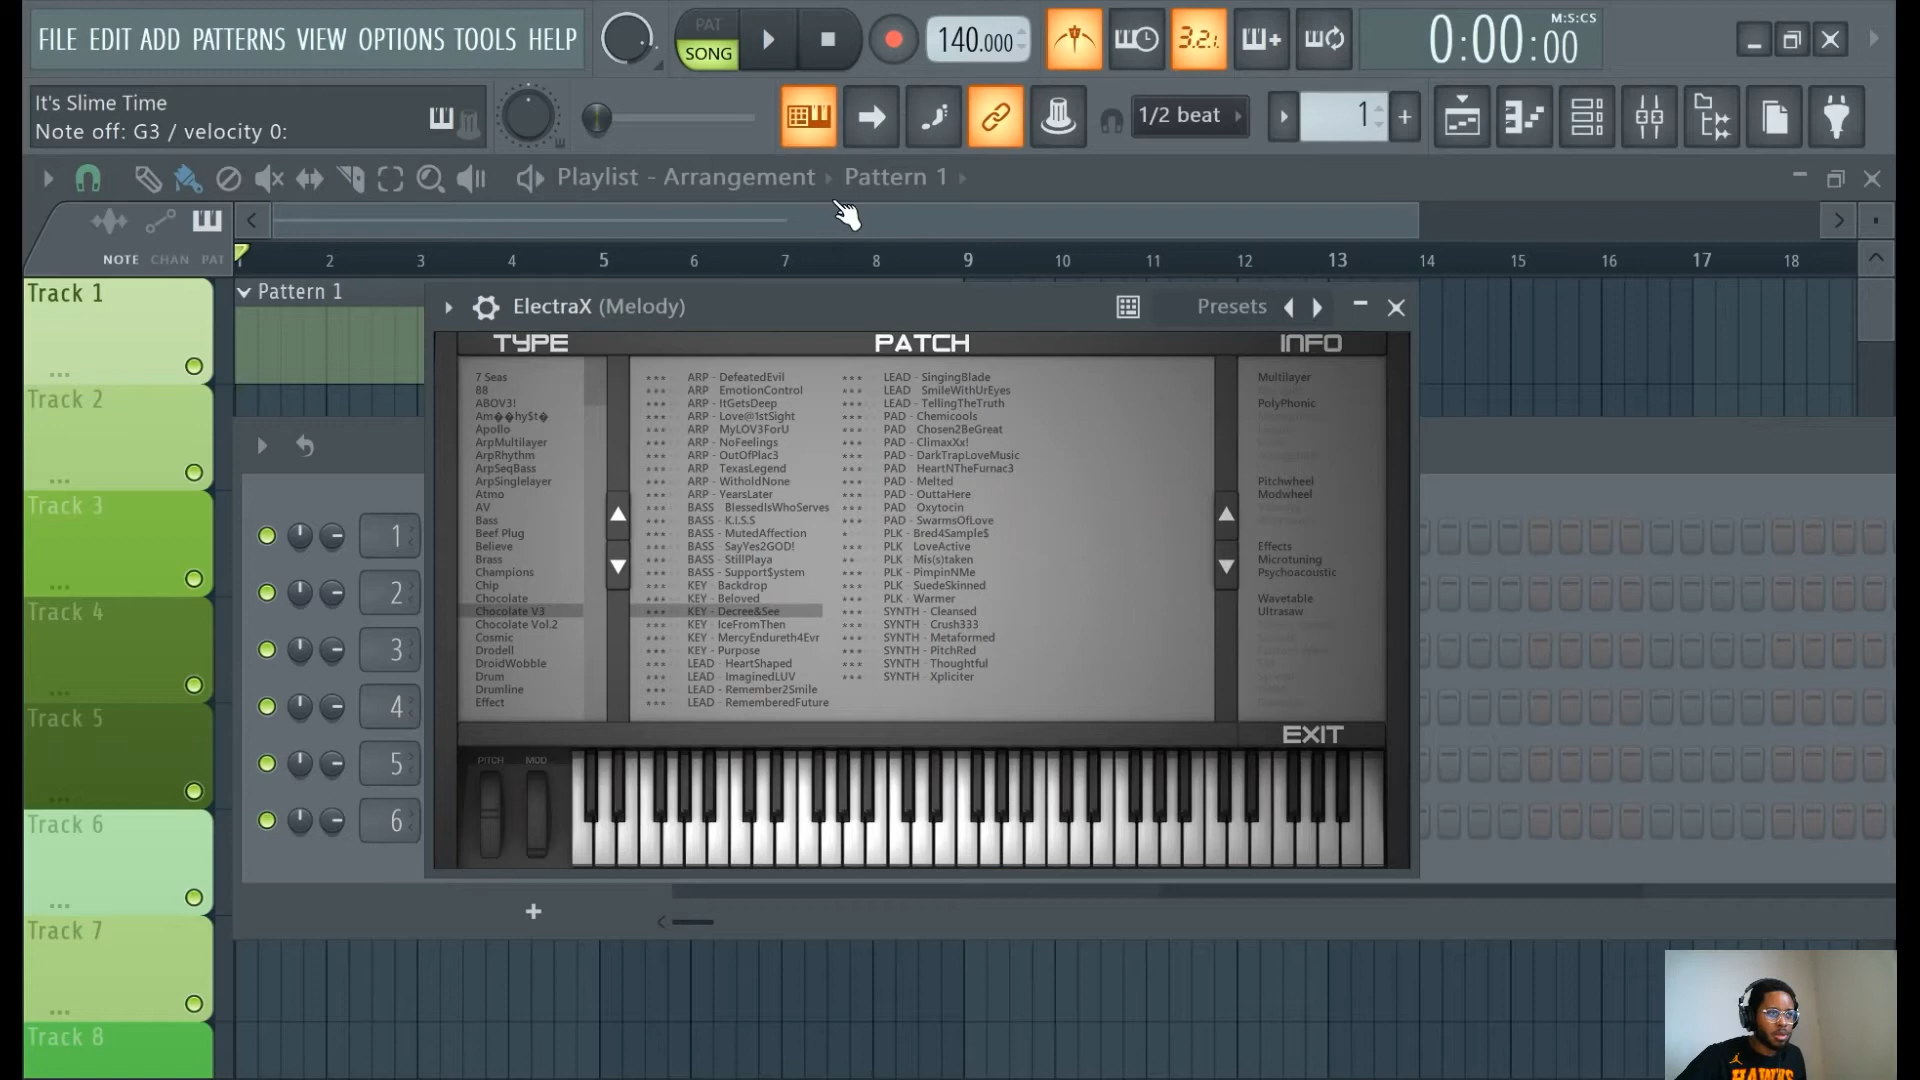 FILE EDIT ADD PATTERNS VIEW OPTIONS TOOLS HELP
PAT
SONG
140.000
3.2.
M:S:CS
0:00:00
It's Slime Time
Note off: G3 / velocity 0:
1/2 beat
1
Playlist - Arrangement
Pattern 1
NOTE CHAN PAT
1 2 3 4 5 6 7 8 9 10 11 12 13 14 15 16 17 18
Track 1
Track 2
Track 3
Track 4
Track 5
Track 6
Track 7
Track 8
Pattern 1
1
2
3
4
5
6
ElectraX (Melody)
Presets
TYPE
PATCH
INFO
7 Seas
88
ABOV3!
Am��hy$t�
Apollo
ArpMultilayer
ArpRhythm
ArpSeqBass
ArpSinglelayer
Atmo
AV
Bass
Beef Plug
Believe
Brass
Champions
Chip
Chocolate
Chocolate V3
Chocolate Vol.2
Cosmic
Drodell
DroidWobble
Drum
Drumline
Effect
ARP - DefeatedEvil
ARP EmotionControl
ARP - ItGetsDeep
ARP - Love@1stSight
ARP MyLOV3ForU
ARP - NoFeelings
ARP - OutOfPlac3
ARP TexasLegend
ARP - WitholdNone
ARP - YearsLater
BASS BlessedIsWhoServes
BASS - K.I.S.S
BASS - MutedAffection
BASS SayYes2GOD!
BASS - StillPlaya
BASS - Support$ystem
KEY - Backdrop
KEY - Beloved
KEY - Decree&See
KEY - IceFromThen
KEY - MercyEndureth4Evr
KEY - Purpose
LEAD - HeartShaped
LEAD ImaginedLUV
LEAD - Remember2Smile
LEAD - RememberedFuture
LEAD - SingingBlade
LEAD SmileWithUrEyes
LEAD - TellingTheTruth
PAD - Chemicools
PAD Chosen2BeGreat
PAD - ClimaxXx!
PAD - DarkTrapLoveMusic
PAD HeartNTheFurnac3
PAD - Melted
PAD - OuttaHere
PAD - Oxytocin
PAD - SwarmsOfLove
PLK - Bred4Sample$
PLK LoveActive
PLK - Mis(s)taken
PLK - PimpinNMe
PLK - SuedeSkinned
PLK - Warmer
SYNTH - Cleansed
SYNTH - Crush333
SYNTH - Metaformed
SYNTH - PitchRed
SYNTH - Thoughtful
SYNTH - Xpliciter
Multilayer
PolyPhonic
Pitchwheel
Modwheel
Effects
Microtuning
Psychoacoustic
Wavetable
Ultrasaw
EXIT
PITCH
MOD
HAWKS